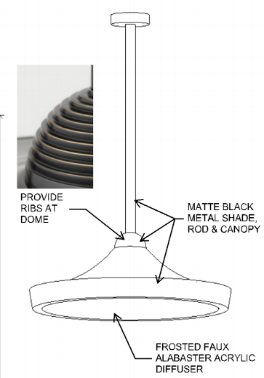 PROVIDE
RIBS AT
DOME
MATTE BLACK
METAL SHADE,
ROD & CANOPY
FROSTED FAUX
ALABASTER ACRYLIC
DIFFUSER